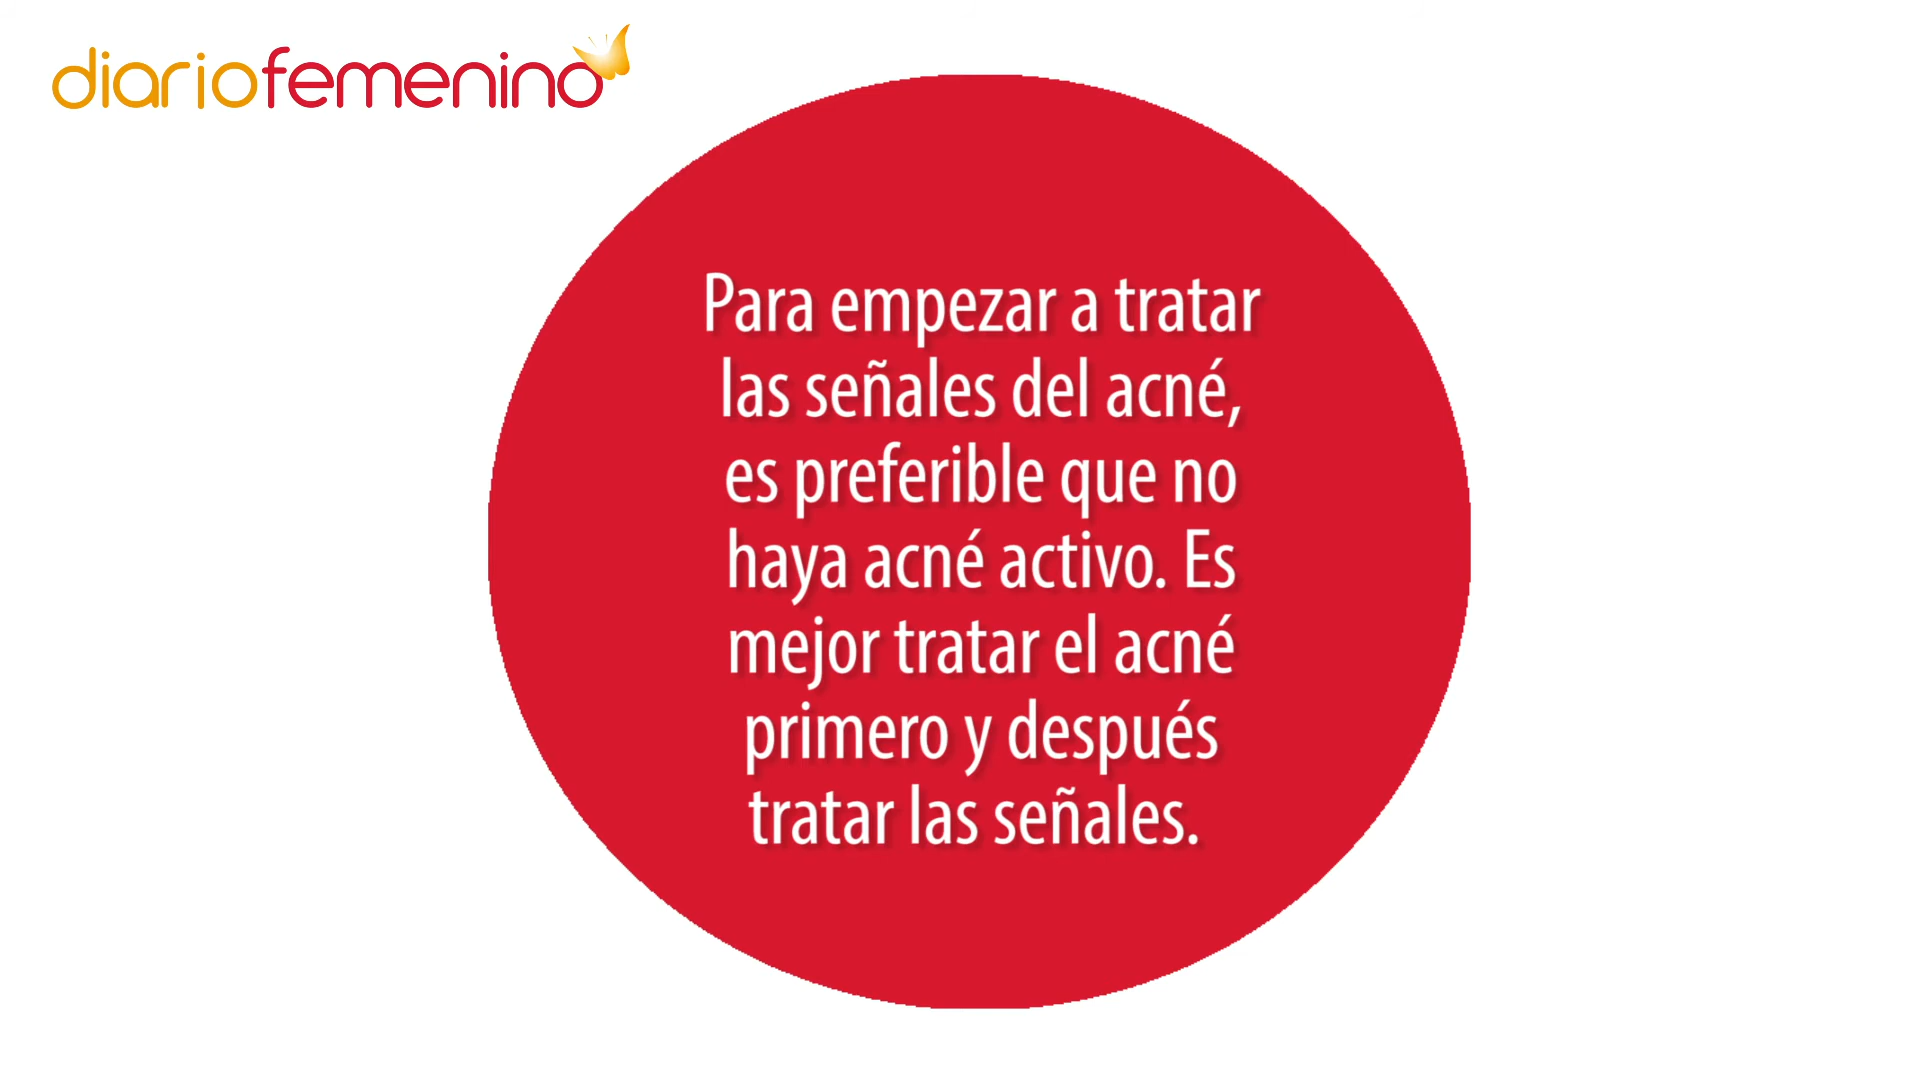 diariofemenino
Para empezar a tratar
las señales del acné,
es preferible que no
haya acné activo. Es
mejor tratar el acné
primero y después
tratar las señales.